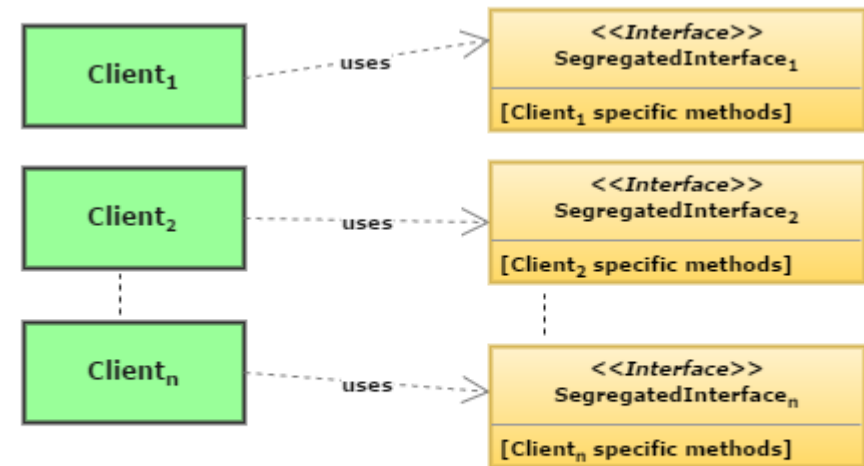 Client₁
uses
<<Interface>>
SegregatedInterface₁
[Client₁ specific methods]
Client₂
uses
<<Interface>>
SegregatedInterface₂
[Client₂ specific methods]
Clientₙ
uses
<<Interface>>
SegregatedInterfaceₙ
[Clientₙ specific methods]